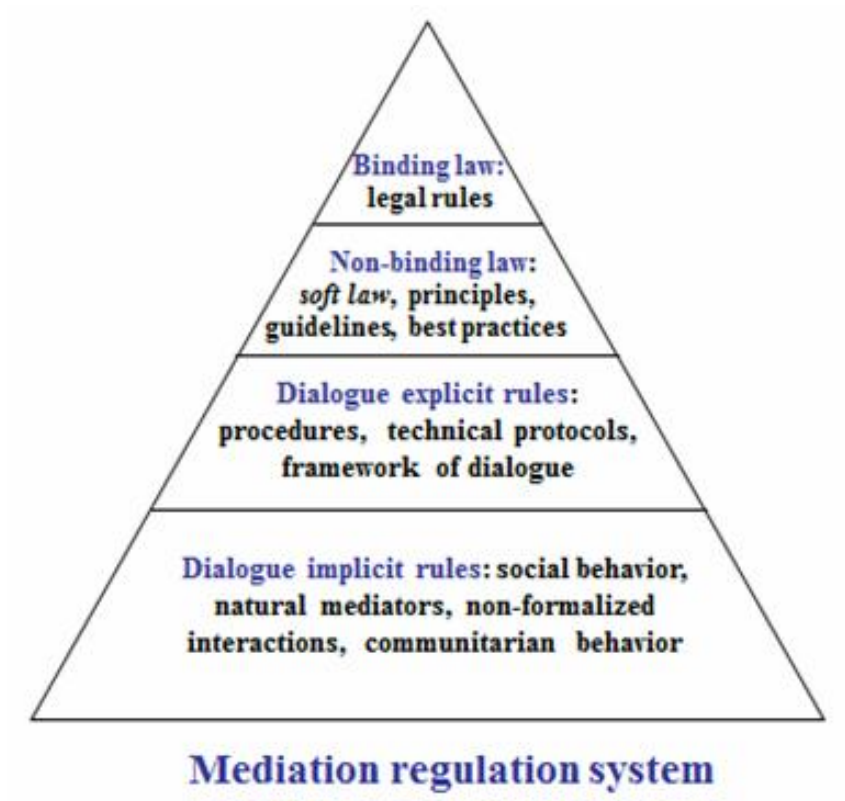 Binding law:
legal rules
Non-binding law:
soft law, principles,
guidelines, best practices
Dialogue explicit rules:
procedures, technical protocols,
framework of dialogue
Dialogue implicit rules: social behavior,
natural mediators, non-formalized
interactions, communitarian behavior
Mediation regulation system